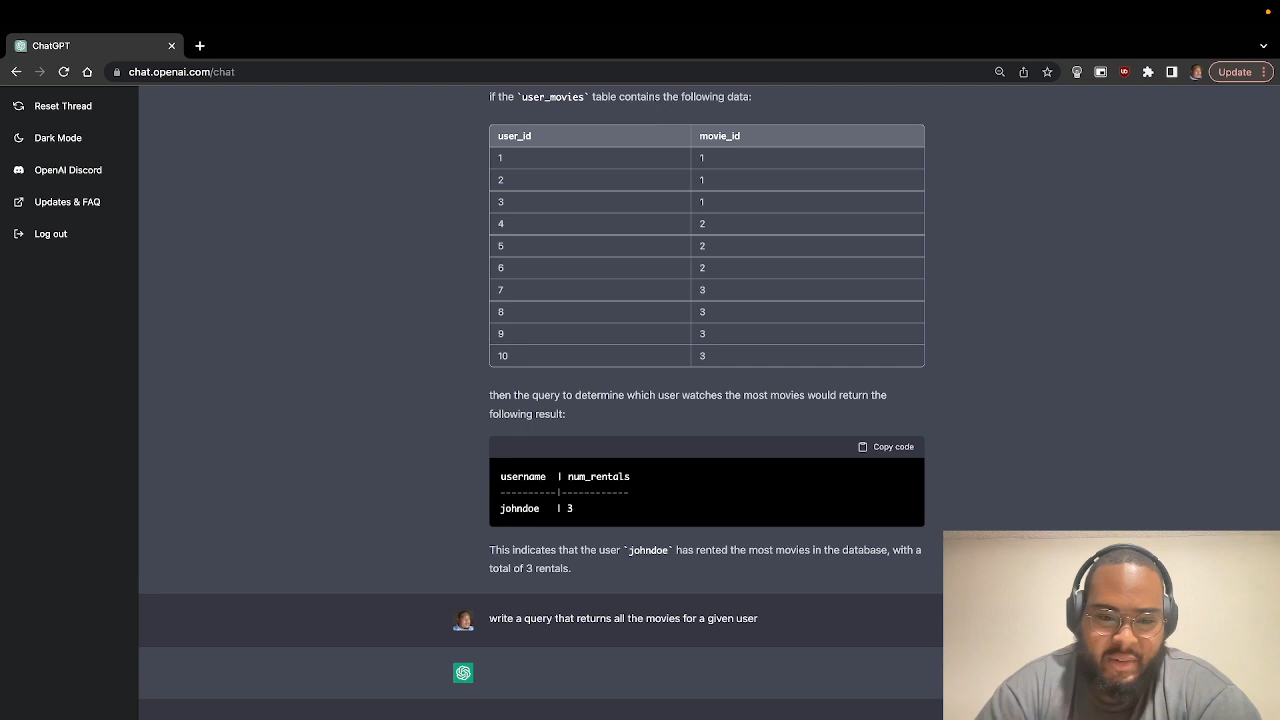 ChatGPT
chat.openai.com/chat
Update
Reset Thread
Dark Mode
OpenAI Discord
Updates & FAQ
Log out
if the `user_movies` table contains the following data:
user_id movie_id
1 1
2 1
3 1
4 2
5 2
6 2
7 3
8 3
9 3
10 3
then the query to determine which user watches the most movies would return the
following result:
Copy code
username | num_rentals
----------|------------
johndoe | 3
This indicates that the user `johndoe` has rented the most movies in the database, with a
total of 3 rentals.
write a query that returns all the movies for a given user